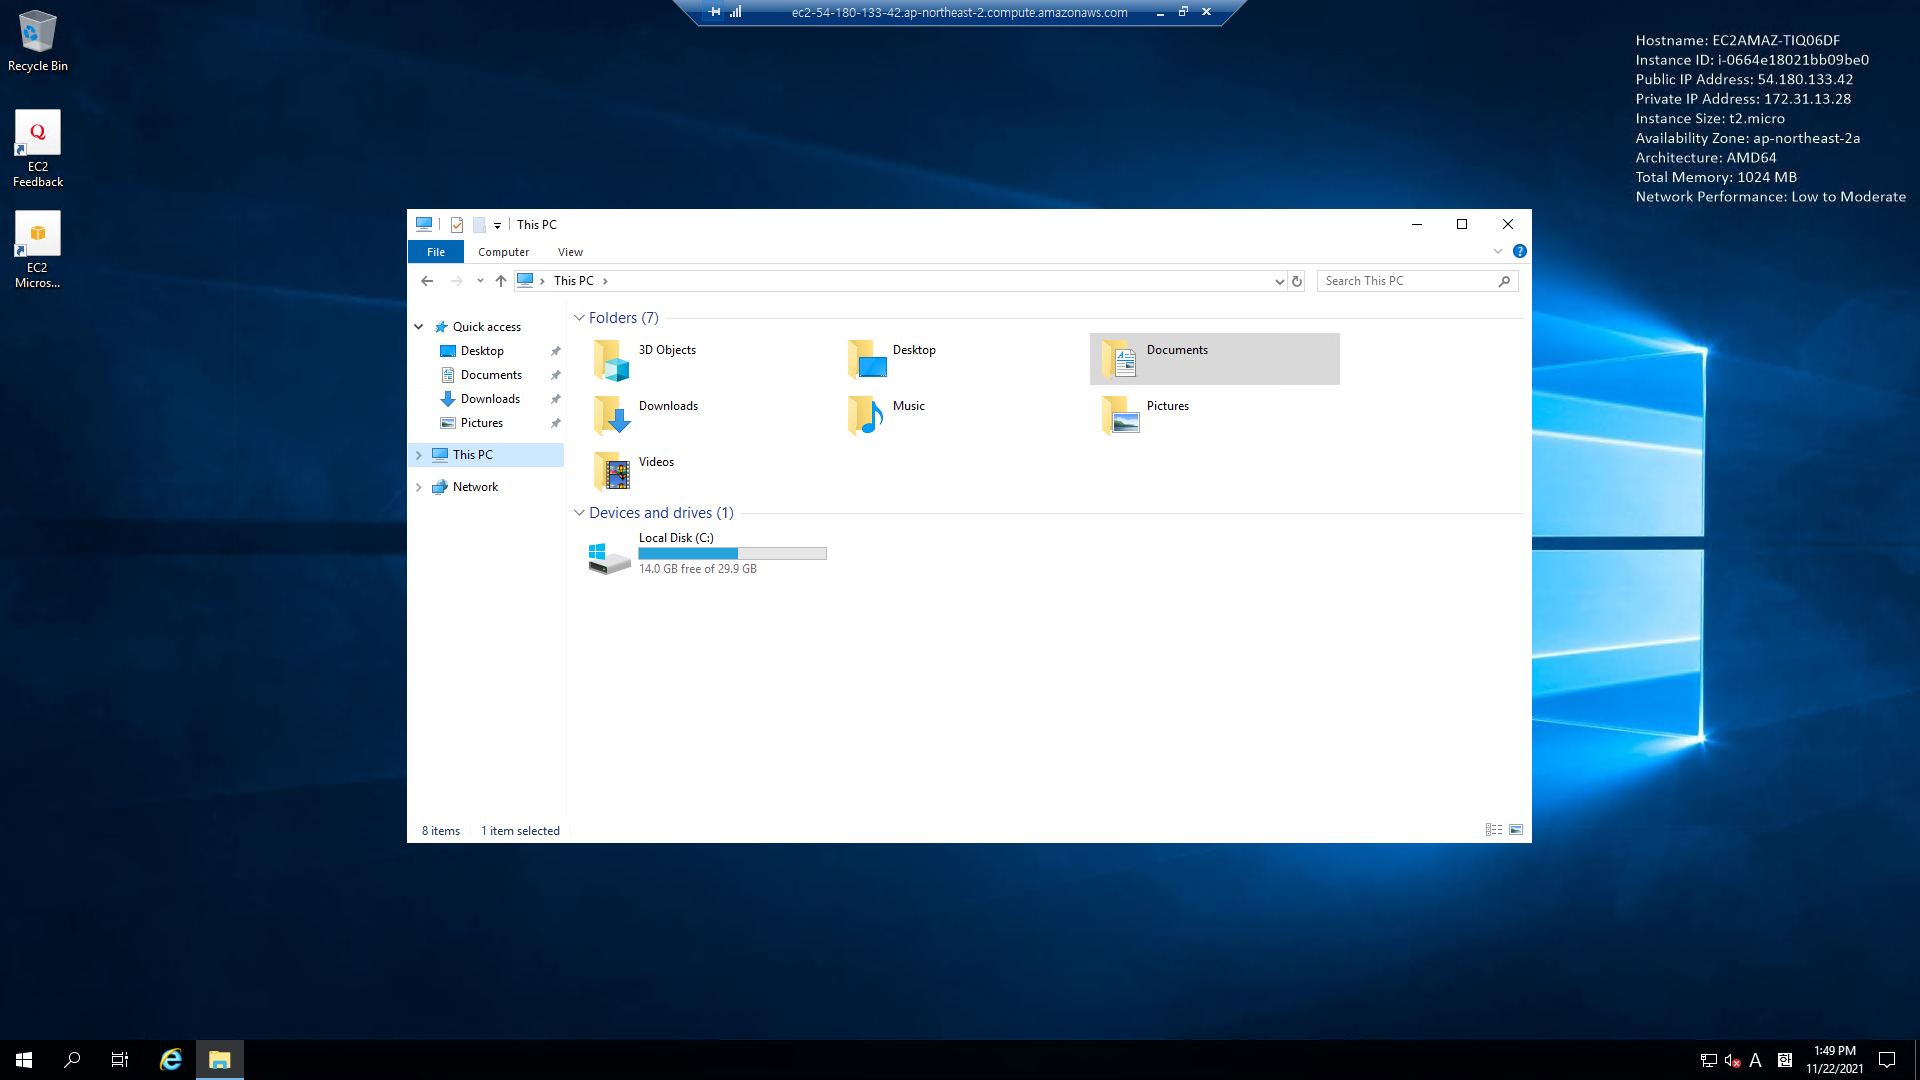 ec2-54-180-133-42.ap-northeast-2.compute.amazonaws.com
Recycle Bin
EC2
Feedback
EC2
Micros...
Hostname: EC2AMAZ-TIQ06DF
Instance ID: i-0664e18021bb09be0
Public IP Address: 54.180.133.42
Private IP Address: 172.31.13.28
Instance Size: t2.micro
Availability Zone: ap-northeast-2a
Architecture: AMD64
Total Memory: 1024 MB
Network Performance: Low to Moderate
This PC
File Computer View
This PC
Search This PC
Quick access
Desktop
Documents
Downloads
Pictures
This PC
Network
Folders (7)
3D Objects
Desktop
Documents
Downloads
Music
Pictures
Videos
Devices and drives (1)
Local Disk (C:)
14.0 GB free of 29.9 GB
8 items 1 item selected
A 한 1:49 PM
11/22/2021